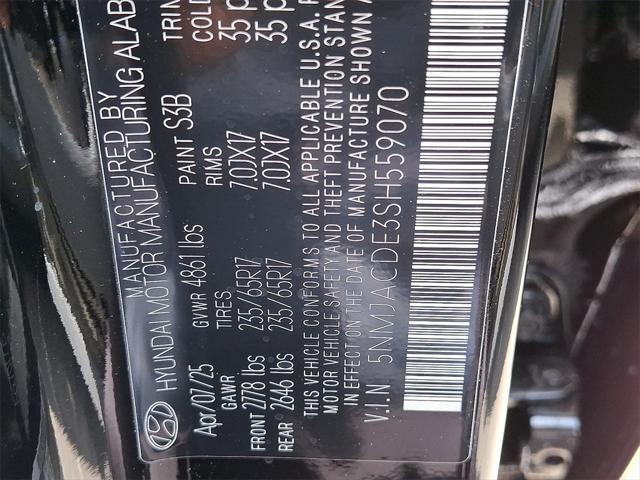 MANUFACTURED BY
HYUNDAI MOTOR MANUFACTURING ALAB
Apr/07/25 GVWR 4861 lbs PAINT S3B TRIM
GAWR TIRES RIMS COLD
FRONT 2778 lbs 235/65R17 7.0JX17 35 p
REAR 2646 lbs 235/65R17 7.0JX17 35 p
THIS VEHICLE CONFORMS TO ALL APPLICABLE U.S.A. F
MOTOR VEHICLE SAFETY AND THEFT PREVENTION STAN
IN EFFECT ON THE DATE OF MANUFACTURE SHOWN A
V.I.N 5NMJACDE3SH559070